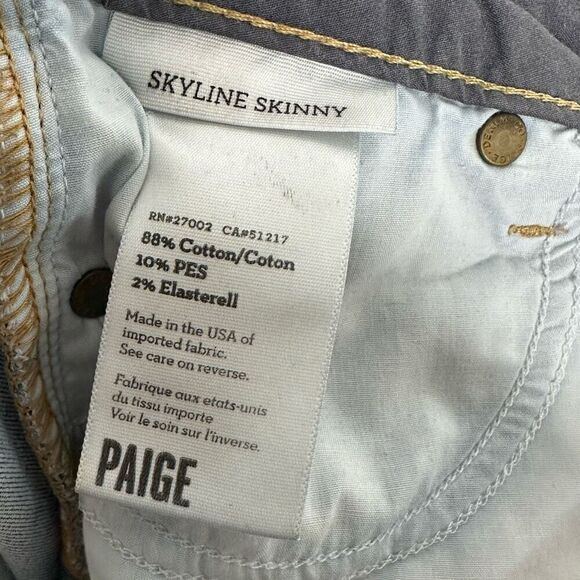 SKYLINE SKINNY
RN#27002 CA#51217
88% Cotton/Coton
10% PES
2% Elasterell
Made in the USA of
imported fabric.
See care on reverse.
Fabrique aux etats-unis
du tissu importe
Voir le soin sur l'inverse.
PAIGE